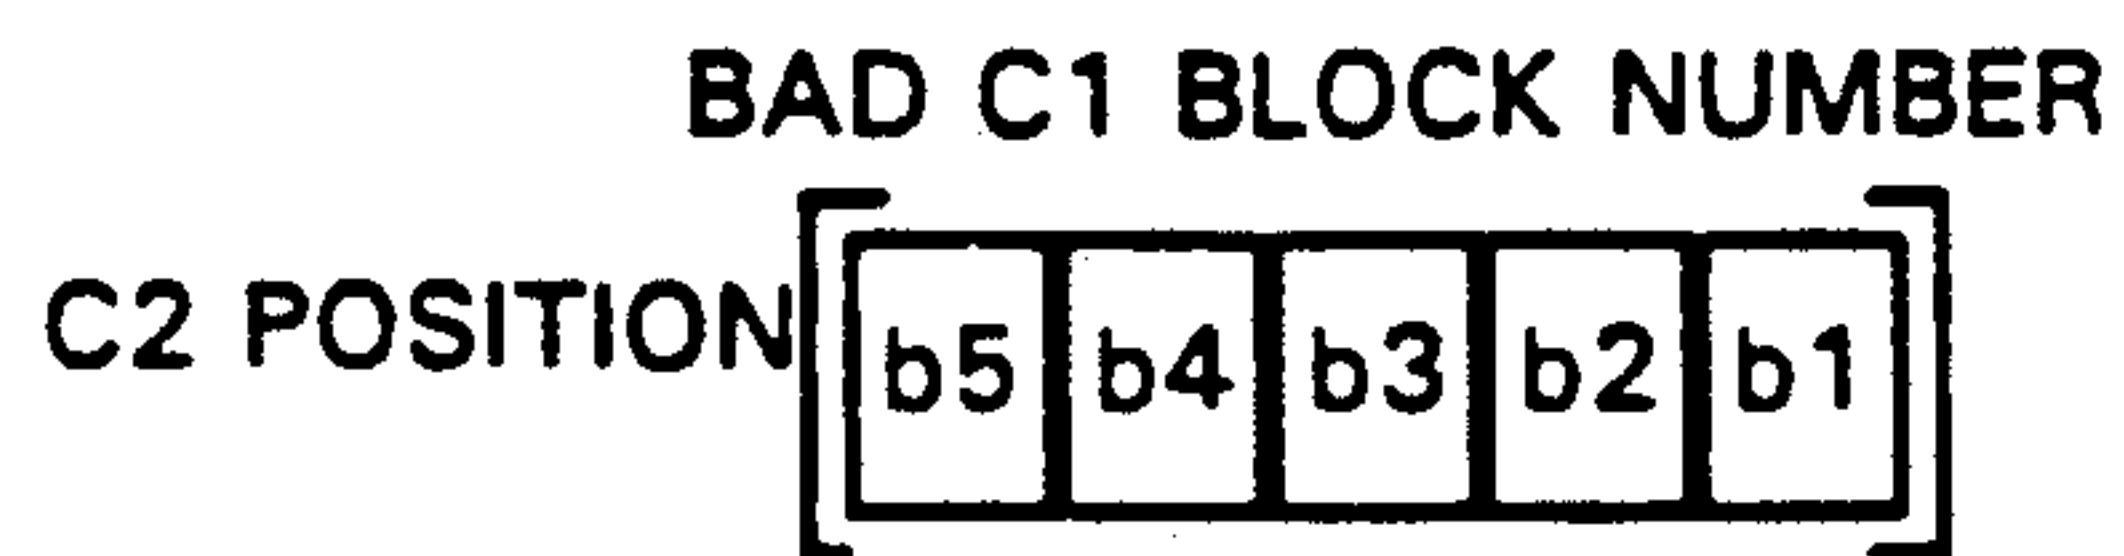 BAD C1 BLOCK NUMBER
C2 POSITION b5 b4 b3 b2 b1